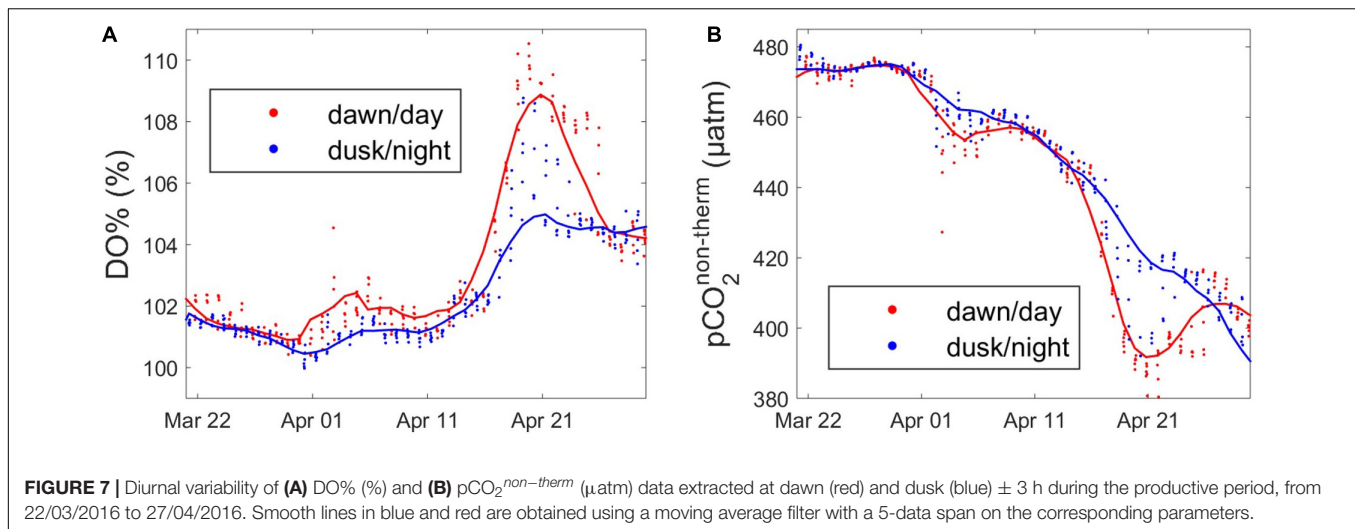 A
DO% (%)
110
108
106
104
102
100
dawn/day
dusk/night
Mar 22 Apr 01 Apr 11 Apr 21
B
pCO₂^non-therm (µatm)
480
460
440
420
400
380
dawn/day
dusk/night
Mar 22 Apr 01 Apr 11 Apr 21
FIGURE 7 | Diurnal variability of (A) DO% (%) and (B) pCO₂^non−therm (µatm) data extracted at dawn (red) and dusk (blue) ± 3 h during the productive period, from
22/03/2016 to 27/04/2016. Smooth lines in blue and red are obtained using a moving average filter with a 5-data span on the corresponding parameters.